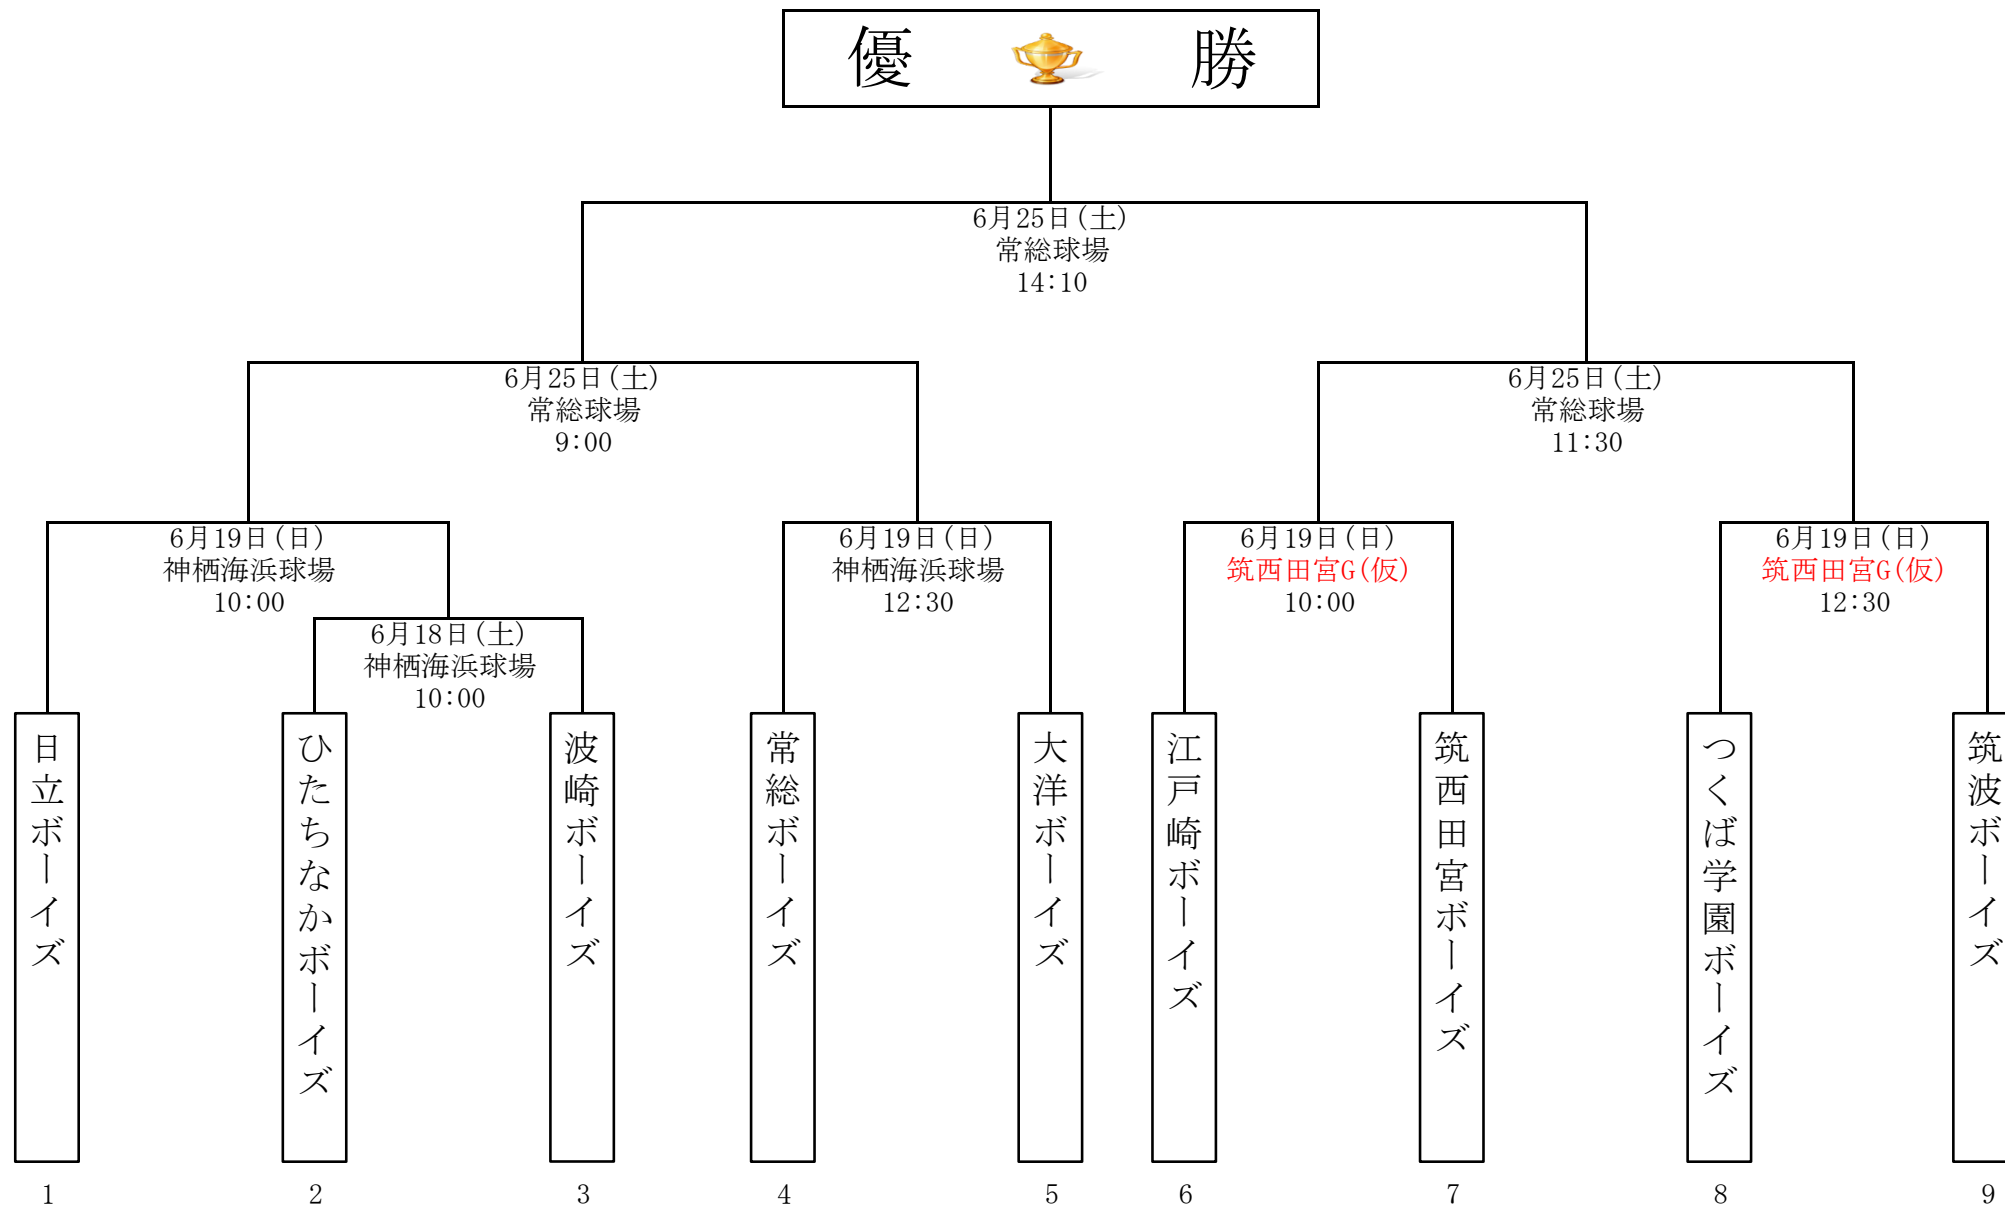 優 勝
6月25日(土)
常総球場
14:10
6月25日(土)
常総球場
9:00
6月25日(土)
常総球場
11:30
6月19日(日)
神栖海浜球場
10:00
6月19日(日)
神栖海浜球場
12:30
6月19日(日)
筑西田宮G(仮)
10:00
6月19日(日)
筑西田宮G(仮)
12:30
6月18日(土)
神栖海浜球場
10:00
日立ボーイズ
ひたちなかボーイズ
波崎ボーイズ
常総ボーイズ
大洋ボーイズ
江戸崎ボーイズ
筑西田宮ボーイズ
つくば学園ボーイズ
筑波ボーイズ
1
2
3
4
5
6
7
8
9